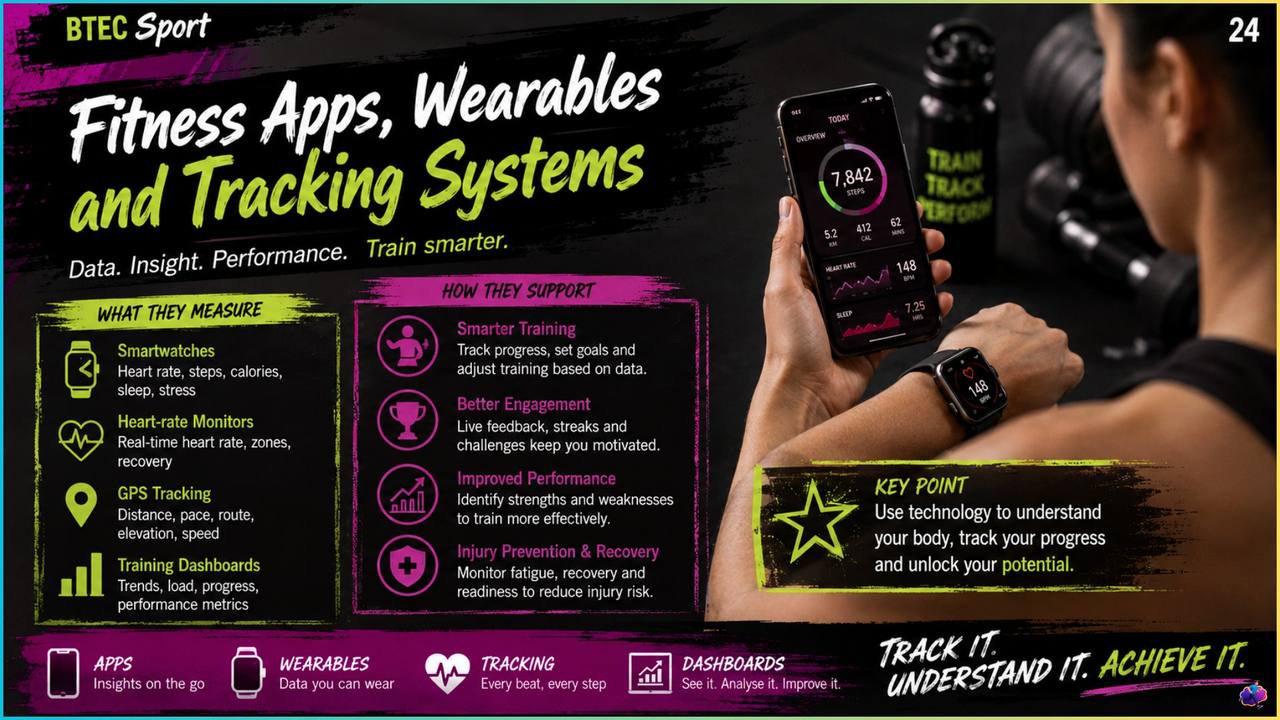 BTEC Sport
24
Fitness Apps, Wearables
and Tracking Systems
Data. Insight. Performance. Train smarter.
WHAT THEY MEASURE
Smartwatches
Heart rate, steps, calories,
sleep, stress
Heart-rate Monitors
Real-time heart rate, zones,
recovery
GPS Tracking
Distance, pace, route,
elevation, speed
Training Dashboards
Trends, load, progress,
performance metrics
HOW THEY SUPPORT
Smarter Training
Track progress, set goals and
adjust training based on data.
Better Engagement
Live feedback, streaks and
challenges keep you motivated.
Improved Performance
Identify strengths and weaknesses
to train more effectively.
Injury Prevention & Recovery
Monitor fatigue, recovery and
readiness to reduce injury risk.
TODAY
OVERVIEW
7,842
STEPS
5.2 412 62
KM CAL MINS
HEART RATE
148
BPM
SLEEP
7.25
HRS
TRAIN
TRACK
PERFORM
148
BPM
KEY POINT
Use technology to understand
your body, track your progress
and unlock your potential.
APPS
Insights on the go
WEARABLES
Data you can wear
TRACKING
Every beat, every step
DASHBOARDS
See it. Analyse it. Improve it.
TRACK IT.
UNDERSTAND IT. ACHIEVE IT.